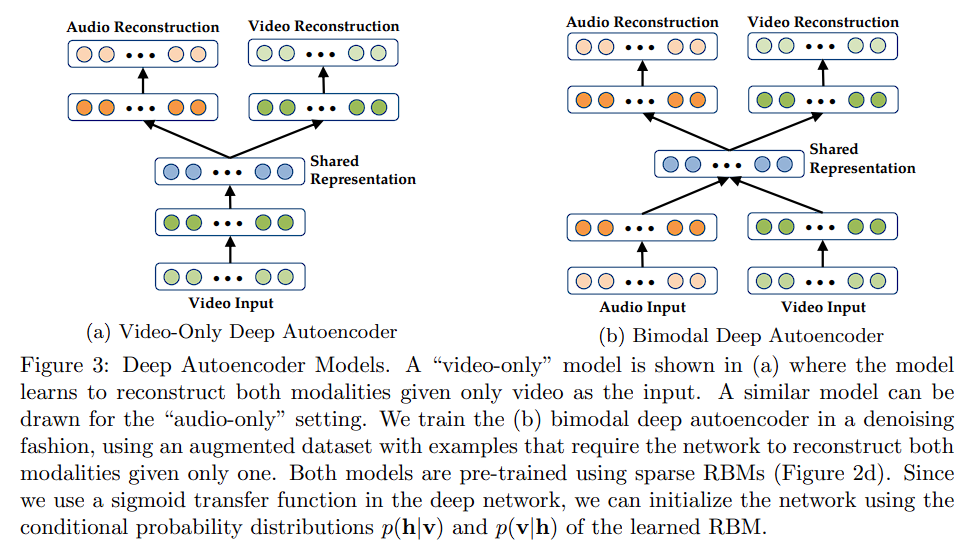 Audio Reconstruction
Video Reconstruction
Shared
Representation
Video Input
(a) Video-Only Deep Autoencoder
Audio Reconstruction
Video Reconstruction
Shared
Representation
Audio Input
Video Input
(b) Bimodal Deep Autoencoder
Figure 3: Deep Autoencoder Models. A “video-only” model is shown in (a) where the model
learns to reconstruct both modalities given only video as the input. A similar model can be
drawn for the “audio-only” setting. We train the (b) bimodal deep autoencoder in a denoising
fashion, using an augmented dataset with examples that require the network to reconstruct both
modalities given only one. Both models are pre-trained using sparse RBMs (Figure 2d). Since
we use a sigmoid transfer function in the deep network, we can initialize the network using the
conditional probability distributions p(h|v) and p(v|h) of the learned RBM.